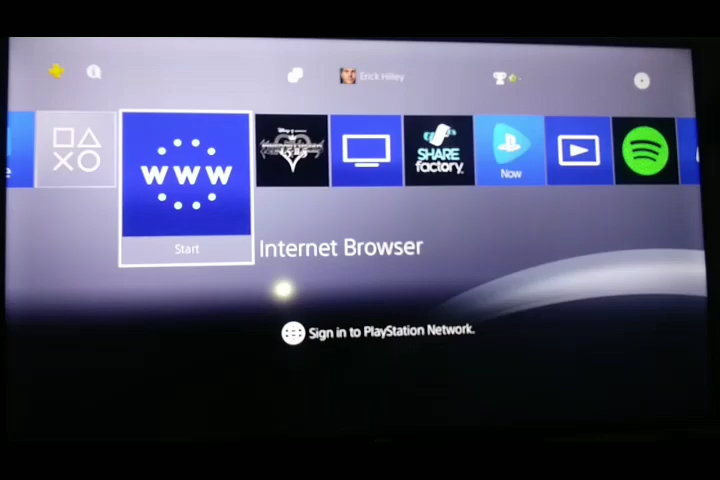 Erick Hilley
www
SHARE
factory
Now
Start
Internet Browser
Sign in to PlayStation Network.